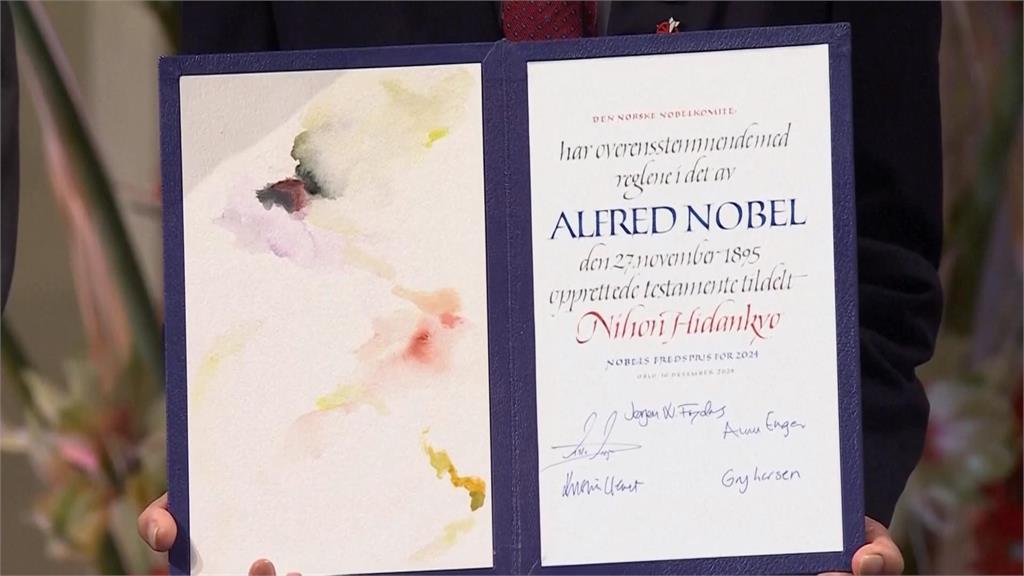 DEN NORSKE NOBELKOMITE
har overensstemmende med
reglene i det av
ALFRED NOBEL
den 27. november 1895
opprettede testamente tildelt
Nihon Hidankyo
NOBELS FREDSPRIS FOR 2024
OSLO, 10 DESEMBER 2024
Jørgen W. Frydnes
Anne Enger
Gry Larsen